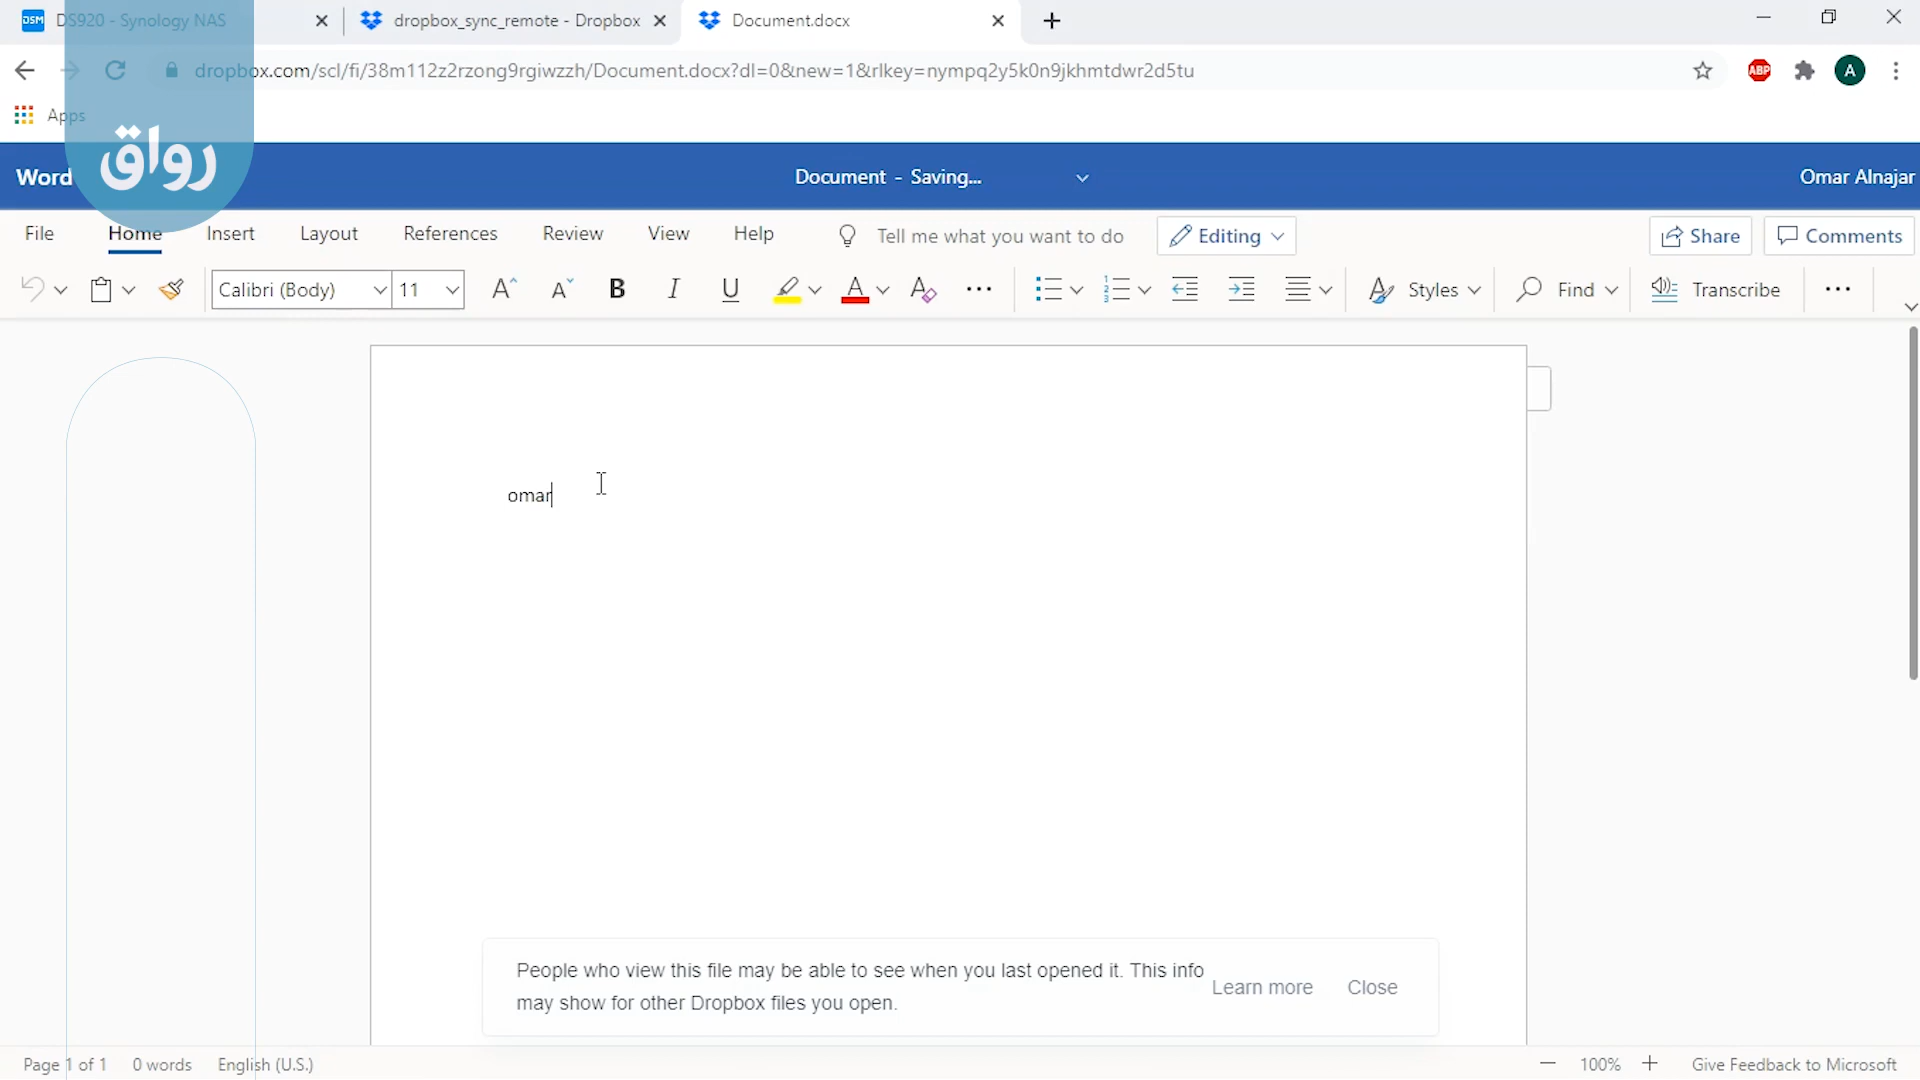 DS920 - Synology NAS
dropbox_sync_remote - Dropbox
Document.docx
dropbox.com/scl/fi/38m112z2rzong9rgiwzzh/Document.docx?dl=0&new=1&rlkey=nympq2y5k0n9jkhmtdwr2d5tu
ABP
A
Apps
رواق
Word
Document - Saving...
Omar Alnajar
File Home Insert Layout References Review View Help Tell me what you want to do Editing Share Comments
Calibri (Body) 11 Styles Find Transcribe
omar
People who view this file may be able to see when you last opened it. This info
may show for other Dropbox files you open.
Learn more Close
Page 1 of 1 0 words English (U.S.) 100% Give Feedback to Microsoft